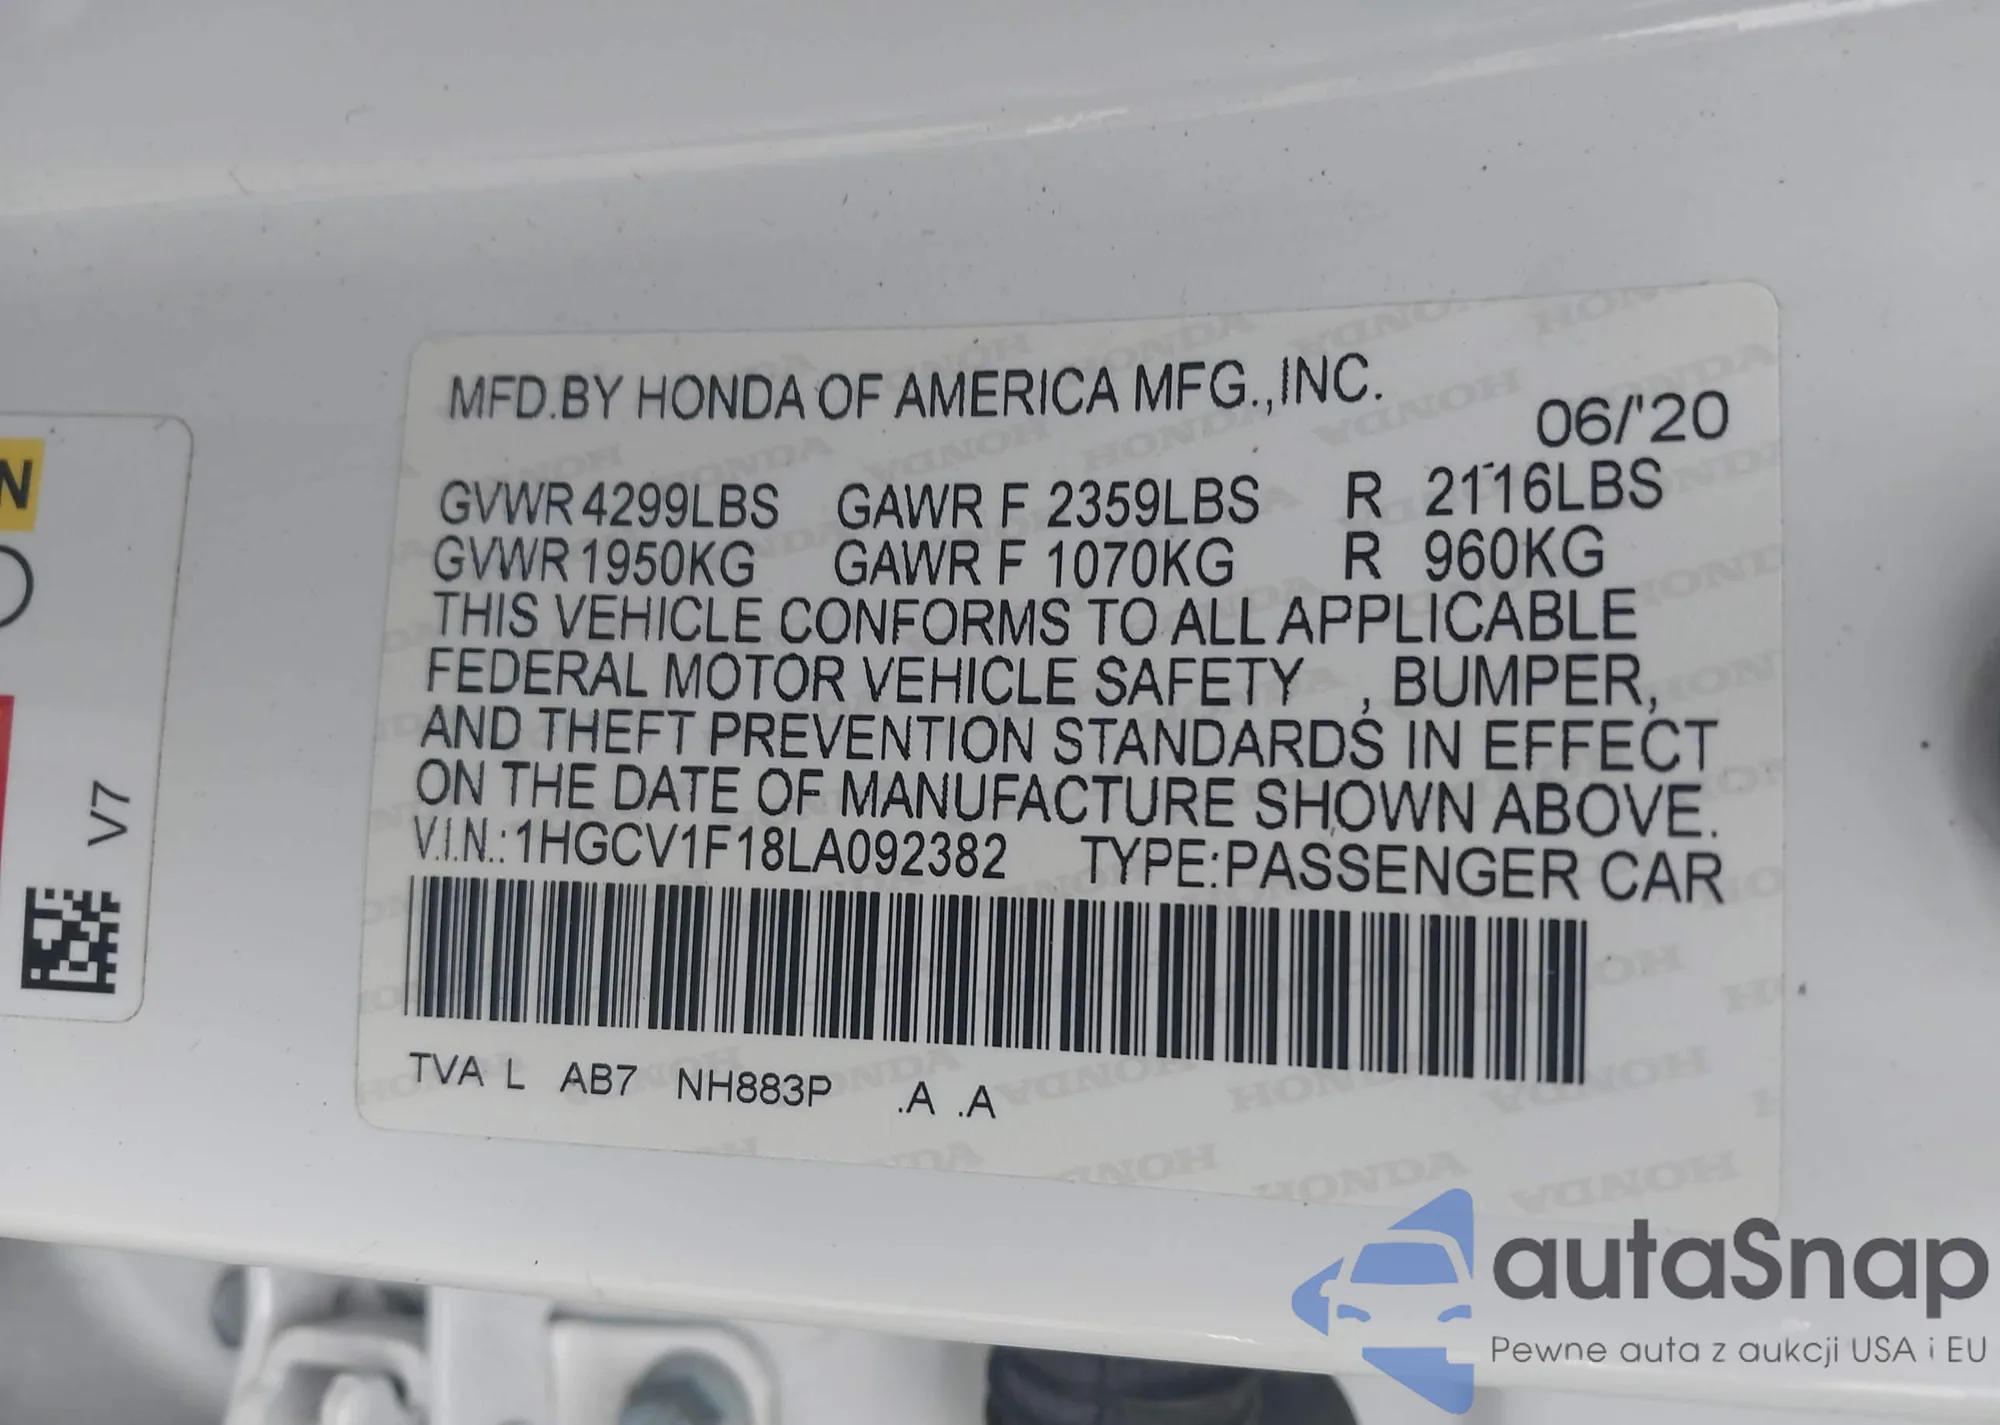 MFD.BY HONDA OF AMERICA MFG.,INC.
06/'20
GVWR 4299LBS GAWR F 2359LBS R 2116LBS
GVWR 1950KG GAWR F 1070KG R 960KG
THIS VEHICLE CONFORMS TO ALL APPLICABLE
FEDERAL MOTOR VEHICLE SAFETY , BUMPER,
AND THEFT PREVENTION STANDARDS IN EFFECT
ON THE DATE OF MANUFACTURE SHOWN ABOVE.
V.I.N.: 1HGCV1F18LA092382 TYPE:PASSENGER CAR
TVA L AB7 NH883P .A .A
N
V7
autaSnap
Pewne auta z aukcji USA i EU